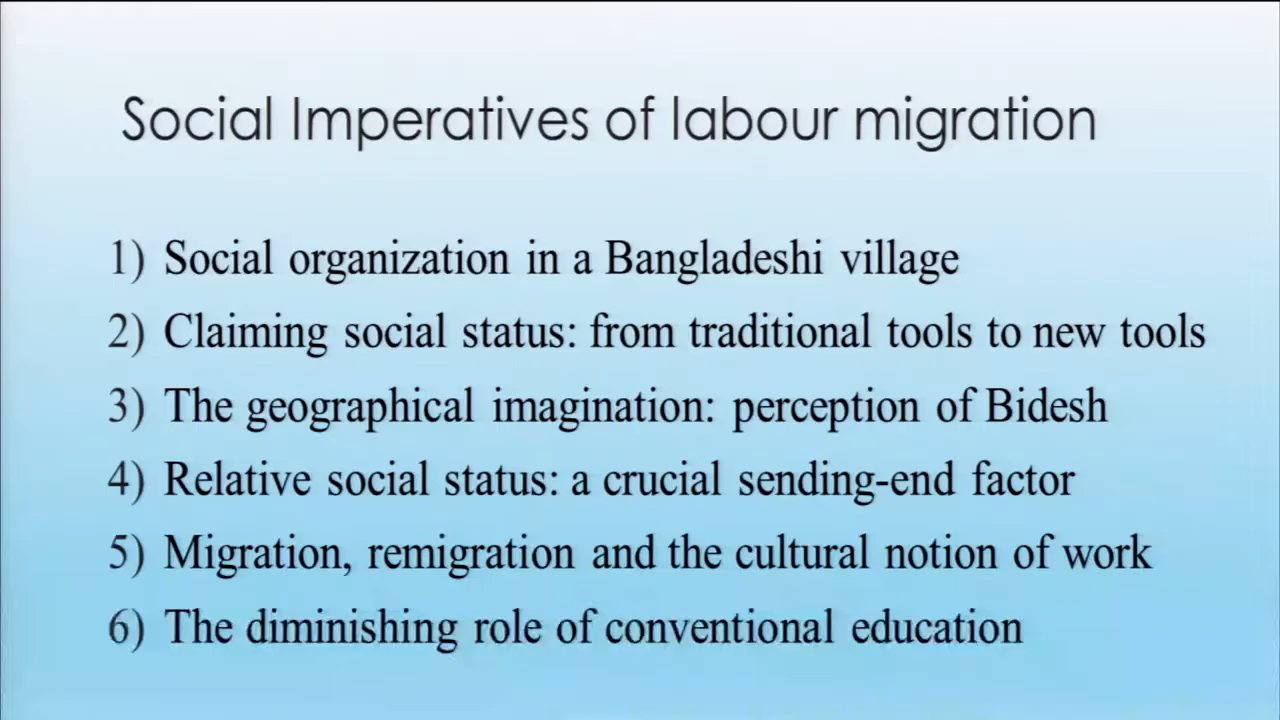 Social Imperatives of labour migration
1) Social organization in a Bangladeshi village
2) Claiming social status: from traditional tools to new tools
3) The geographical imagination: perception of Bidesh
4) Relative social status: a crucial sending-end factor
5) Migration, remigration and the cultural notion of work
6) The diminishing role of conventional education